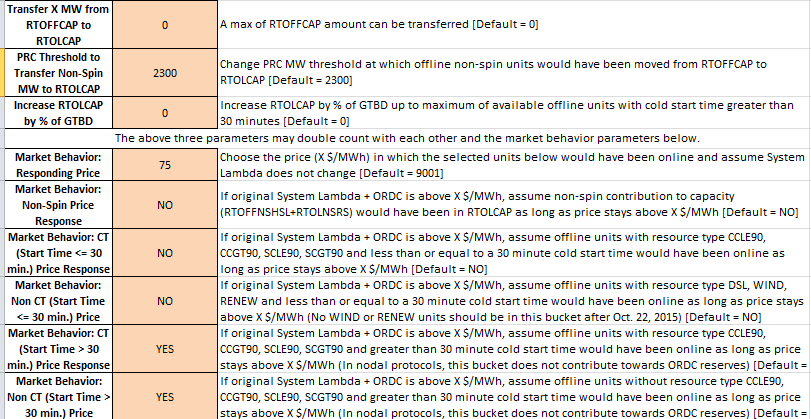 Transfer X MW from
RTOFFCAP to
RTOLCAP
0
A max of RTOFFCAP amount can be transferred [Default = 0]
PRC Threshold to
Transfer Non-Spin
MW to RTOLCAP
2300
Change PRC MW threshold at which offline non-spin units would have been moved from RTOFFCAP to
RTOLCAP [Default = 2300]
Increase RTOLCAP
by % of GTBD
0
Increase RTOLCAP by % of GTBD up to maximum of available offline units with cold start time greater than
30 minutes [Default = 0]
The above three parameters may double count with each other and the market behavior parameters below.
Market Behavior:
Responding Price
75
Choose the price (X $/MWh) in which the selected units below would have been online and assume System
Lambda does not change [Default = 9001]
Market Behavior:
Non-Spin Price
Response
NO
If original System Lambda + ORDC is above X $/MWh, assume non-spin contribution to capacity
(RTOFFNSHSL+RTOLNSRS) would have been in RTOLCAP as long as price stays above X $/MWh [Default = NO]
Market Behavior: CT
(Start Time <= 30
min.) Price Response
NO
If original System Lambda + ORDC is above X $/MWh, assume offline units with resource type CCLE90,
CCGT90, SCLE90, SCGT90 and less than or equal to a 30 minute cold start time would have been online as
long as price stays above X $/MWh [Default = NO]
Market Behavior:
Non CT (Start Time
<= 30 min.) Price
NO
If original System Lambda + ORDC is above X $/MWh, assume offline units with resource type DSL, WIND,
RENEW and less than or equal to a 30 minute cold start time would have been online as long as price stays
above X $/MWh (No WIND or RENEW units should be in this bucket after Oct. 22, 2015) [Default = NO]
Market Behavior: CT
(Start Time > 30
min.) Price Response
YES
If original System Lambda + ORDC is above X $/MWh, assume offline units with resource type CCLE90,
CCGT90, SCLE90, SCGT90 and greater than 30 minute cold start time would have been online as long as price
stays above X $/MWh (In nodal protocols, this bucket does not contribute towards ORDC reserves) [Default =
Market Behavior:
Non CT (Start Time >
30 min.) Price
YES
If original System Lambda + ORDC is above X $/MWh, assume offline units without resource type CCLE90,
CCGT90, SCLE90, SCGT90 and greater than 30 minute cold start time would have been online as long as price
stays above X $/MWh (In nodal protocols, this bucket does not contribute towards ORDC reserves) [Default =